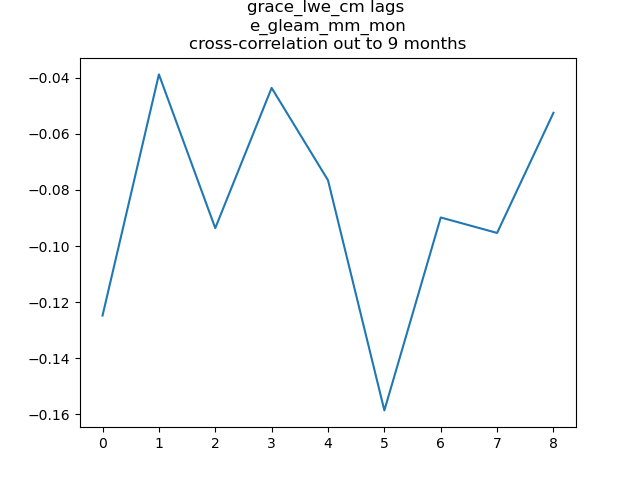 grace_lwe_cm lags
e_gleam_mm_mon
cross-correlation out to 9 months
−0.04
−0.06
−0.08
−0.10
−0.12
−0.14
−0.16
0 1 2 3 4 5 6 7 8